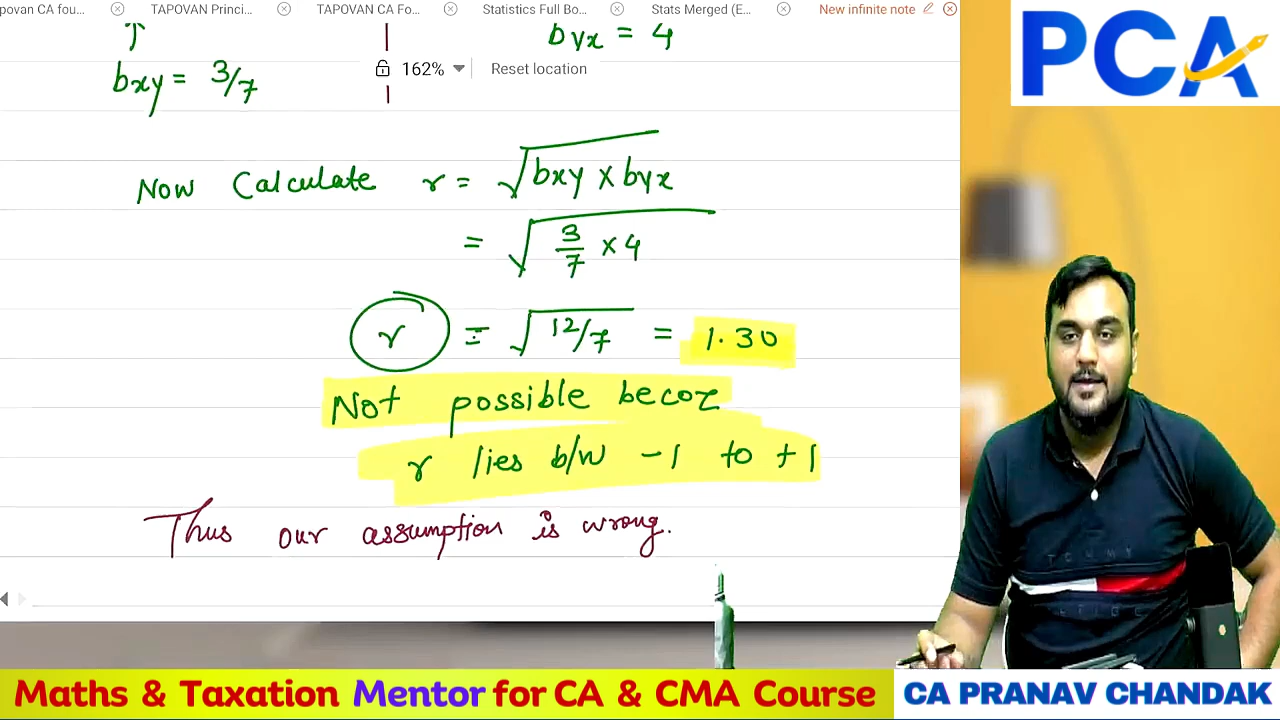 povan CA fou...
TAPOVAN Princi...
TAPOVAN CA Fo...
Statistics Full Bo...
Stats Merged (E...
New infinite note
byx = 4
bxy = 3/7
162%
Reset location
PCA
Now Calculate r = √bxy × byx
= √3/7 × 4
r = √12/7 = 1.30
Not possible becoz
r lies b/w -1 to +1
Thus our assumption is wrong.
TOMMY
Maths & Taxation Mentor for CA & CMA Course
CA PRANAV CHANDAK